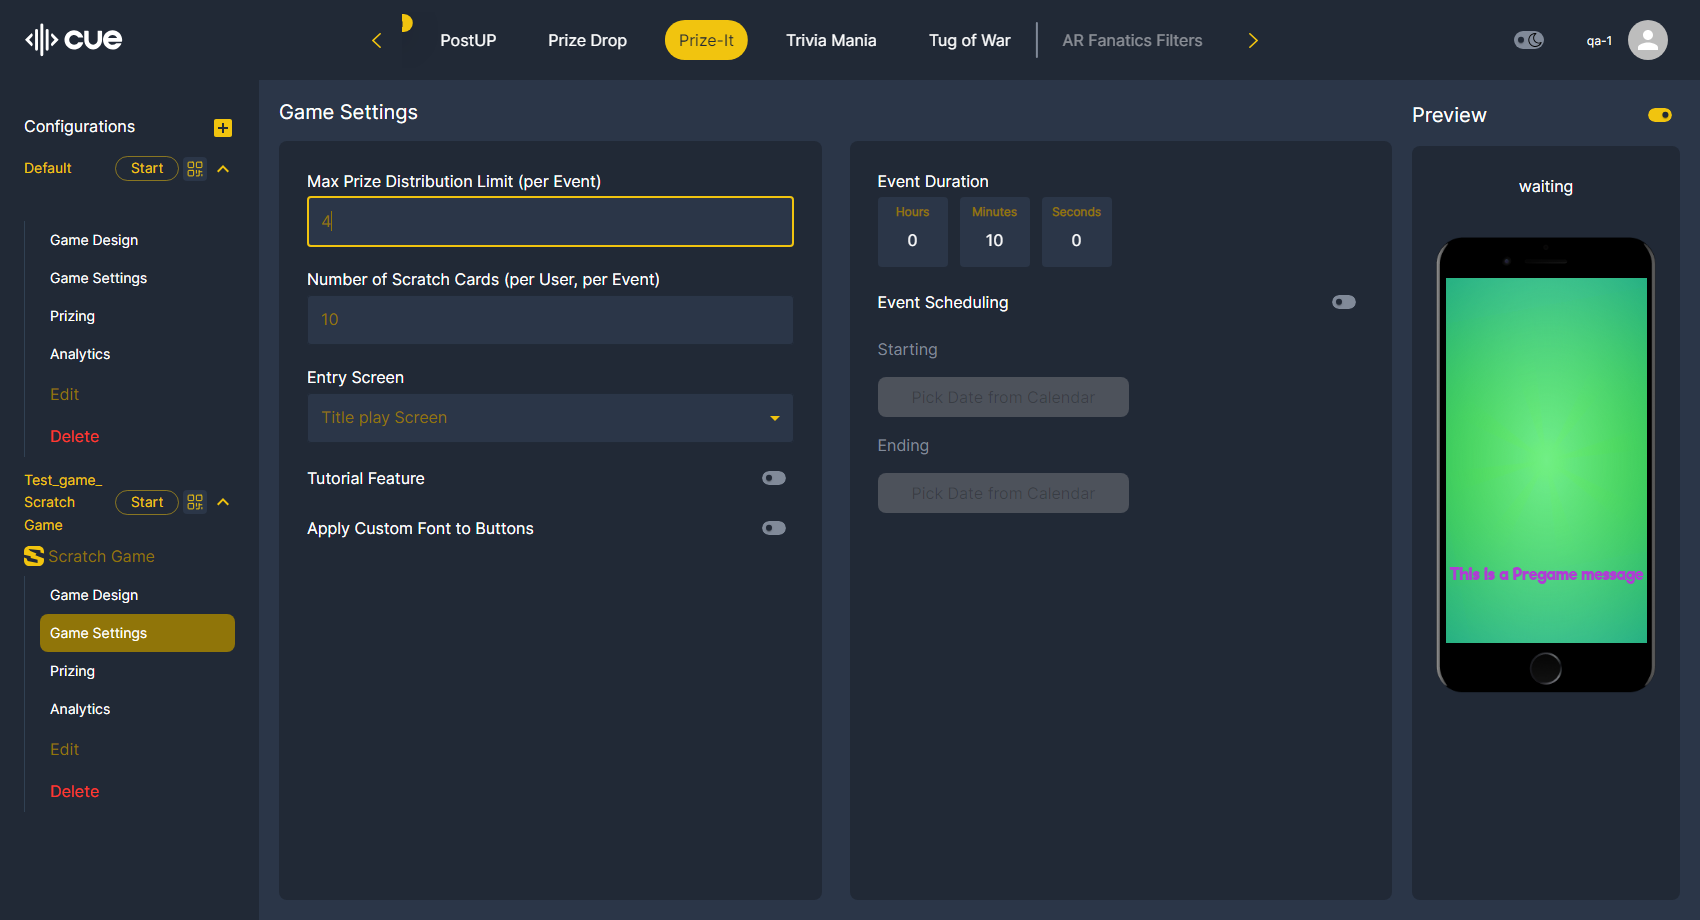 cue
PostUP
Prize Drop
Prize-It
Trivia Mania
Tug of War
AR Fanatics Filters
qa-1
Configurations
Default
Start
Game Design
Game Settings
Prizing
Analytics
Edit
Delete
Test_game_
Scratch
Game
Start
Scratch Game
Game Design
Game Settings
Prizing
Analytics
Edit
Delete
Game Settings
Max Prize Distribution Limit (per Event)
4
Number of Scratch Cards (per User, per Event)
10
Entry Screen
Title play Screen
Tutorial Feature
Apply Custom Font to Buttons
Event Duration
Hours
0
Minutes
10
Seconds
0
Event Scheduling
Starting
Pick Date from Calendar
Ending
Pick Date from Calendar
Preview
waiting
This is a Pregame message